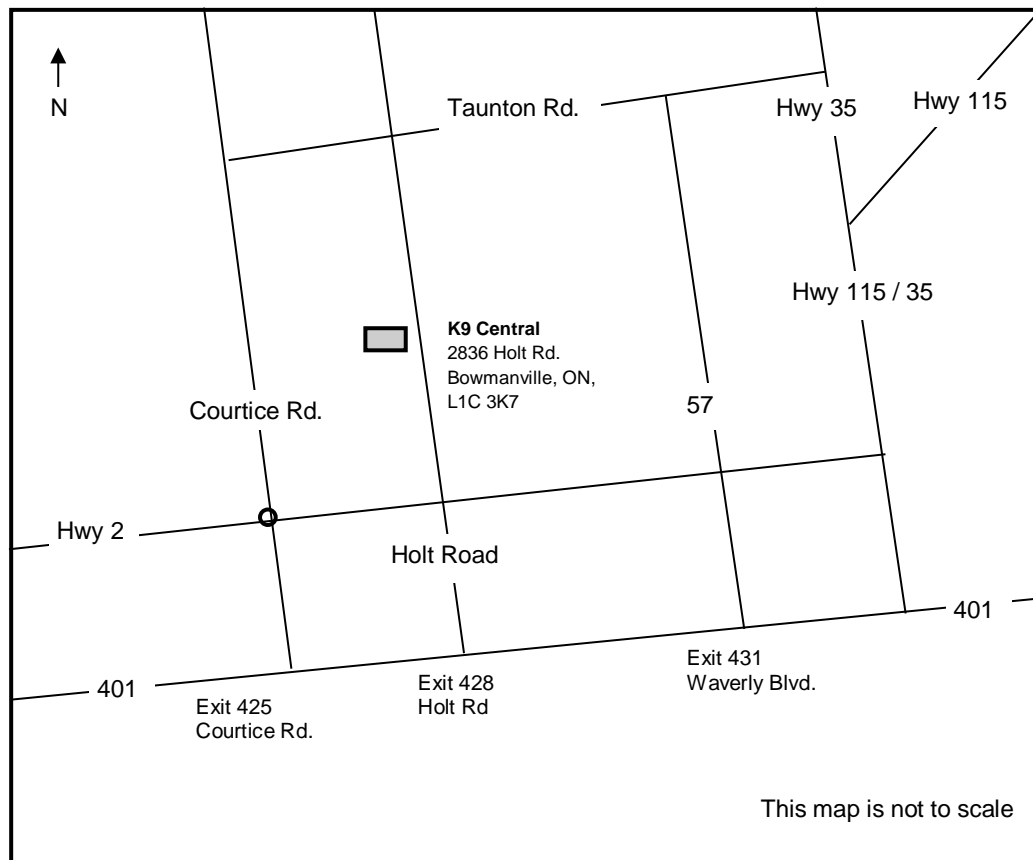 N
Taunton Rd.
Hwy 35
Hwy 115
Hwy 115 / 35
K9 Central
2836 Holt Rd.
Bowmanville, ON,
L1C 3K7
Courtice Rd.
57
Hwy 2
Holt Road
401
401
Exit 425
Courtice Rd.
Exit 428
Holt Rd
Exit 431
Waverly Blvd.
This map is not to scale